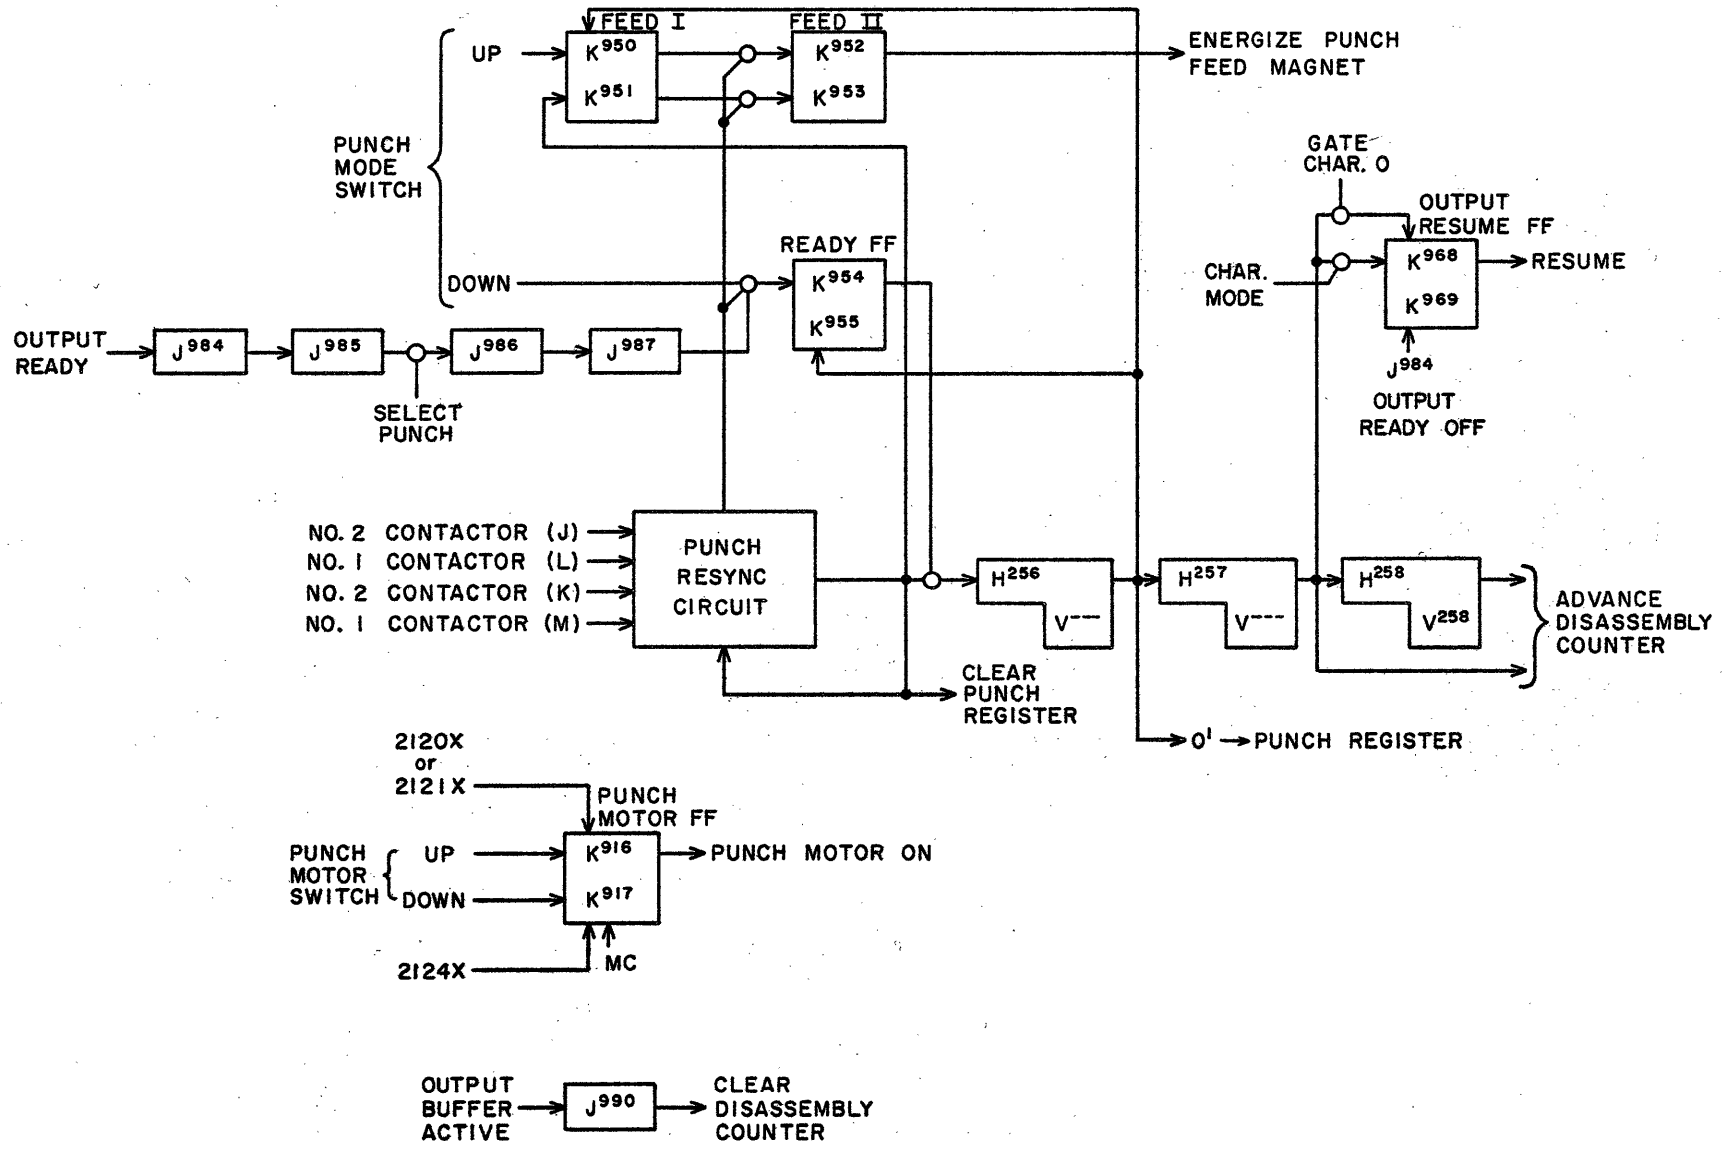 FEED I
FEED II
UP
K950
K951
K952
K953
ENERGIZE PUNCH
FEED MAGNET
PUNCH
MODE
SWITCH
GATE
CHAR. O
OUTPUT
RESUME FF
READY FF
DOWN
K954
K955
CHAR.
MODE
K968
K969
RESUME
J984
OUTPUT
READY OFF
OUTPUT
READY
J984
J985
J986
J987
SELECT
PUNCH
NO. 2 CONTACTOR (J)
NO. 1 CONTACTOR (L)
NO. 2 CONTACTOR (K)
NO. 1 CONTACTOR (M)
PUNCH
RESYNC
CIRCUIT
H256
V---
H257
V---
H258
V258
ADVANCE
DISASSEMBLY
COUNTER
CLEAR
PUNCH
REGISTER
O¹ → PUNCH REGISTER
2120X
or
2121X
PUNCH
MOTOR FF
PUNCH
MOTOR
SWITCH
UP
DOWN
K916
K917
PUNCH MOTOR ON
2124X
MC
OUTPUT
BUFFER
ACTIVE
J990
CLEAR
DISASSEMBLY
COUNTER